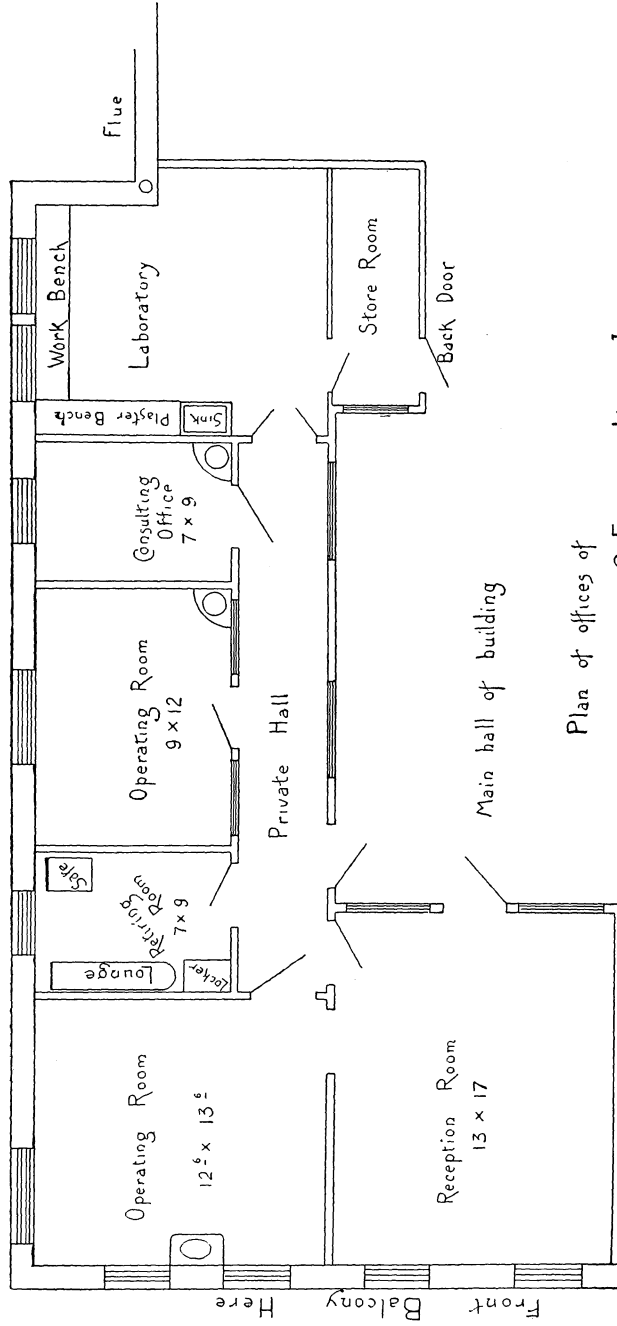 Flue
Work Bench
Laboratory
Plaster Bench
Sink
Store Room
Back Door
Consulting
Office
7 x 9
Operating Room
9 x 12
Private Hall
Main hall of building
Plan of offices of
Safe
Retiring
Room
7 x 9
Lounge
Locker
Operating Room
12⁶ x 13⁶
Reception Room
13 x 17
Front Balcony Here